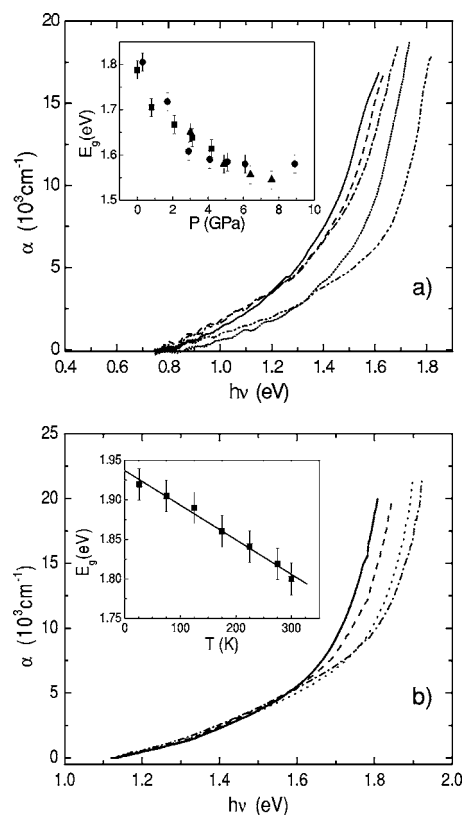 20
15
10
5
0
α (10³cm⁻¹)
1.8
1.7
1.6
1.5
E_g(eV)
0 2 4 6 8 10
P (GPa)
a)
0.4 0.6 0.8 1.0 1.2 1.4 1.6 1.8 2.0
hν (eV)
25
20
15
10
5
0
α (10³cm⁻¹)
1.95
1.90
1.85
1.80
1.75
E_g(eV)
0 100 200 300
T (K)
b)
1.0 1.2 1.4 1.6 1.8 2.0
hν (eV)